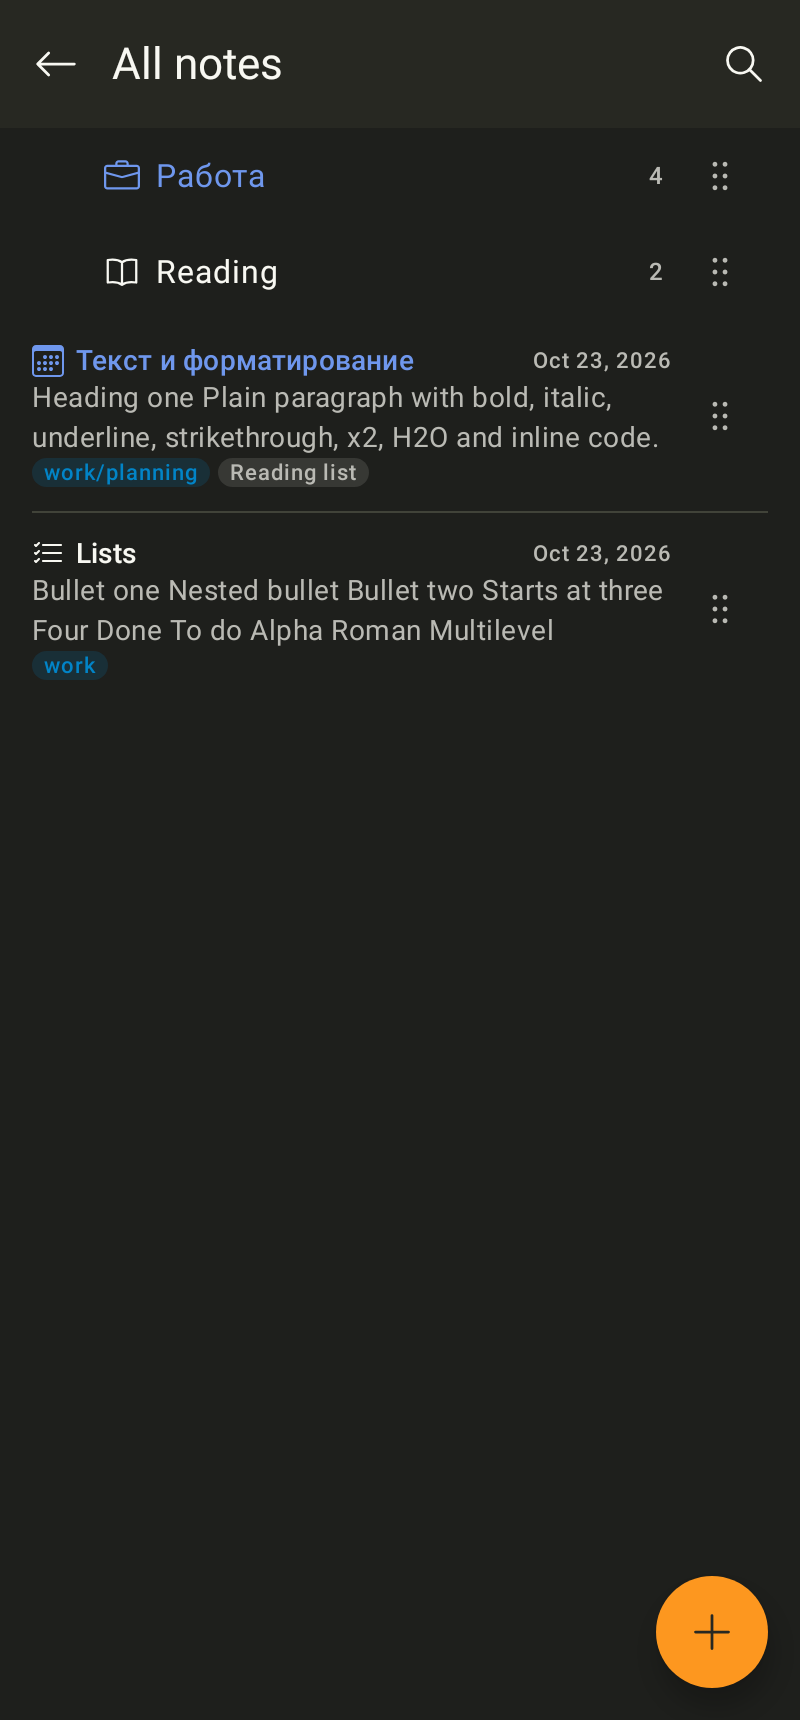 All notes
Работа 4
Reading 2
Текст и форматирование Oct 23, 2026
Heading one Plain paragraph with bold, italic,
underline, strikethrough, x2, H2O and inline code.
work/planning Reading list
Lists Oct 23, 2026
Bullet one Nested bullet Bullet two Starts at three
Four Done To do Alpha Roman Multilevel
work